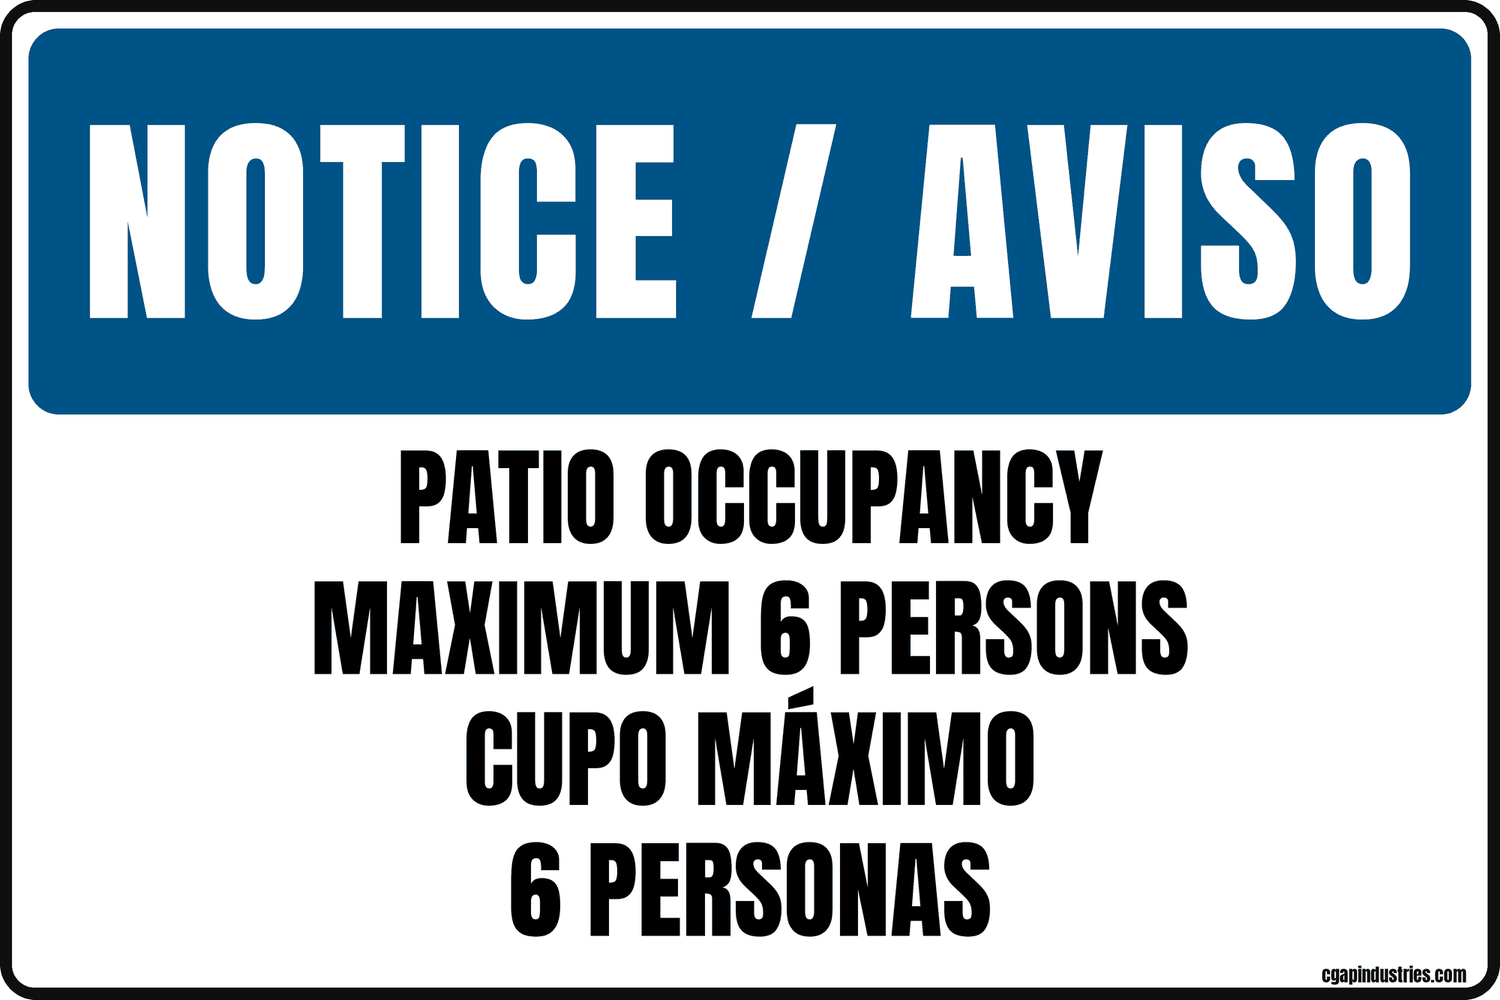 NOTICE / AVISO
PATIO OCCUPANCY
MAXIMUM 6 PERSONS
CUPO MÁXIMO
6 PERSONAS
cgapindustries.com